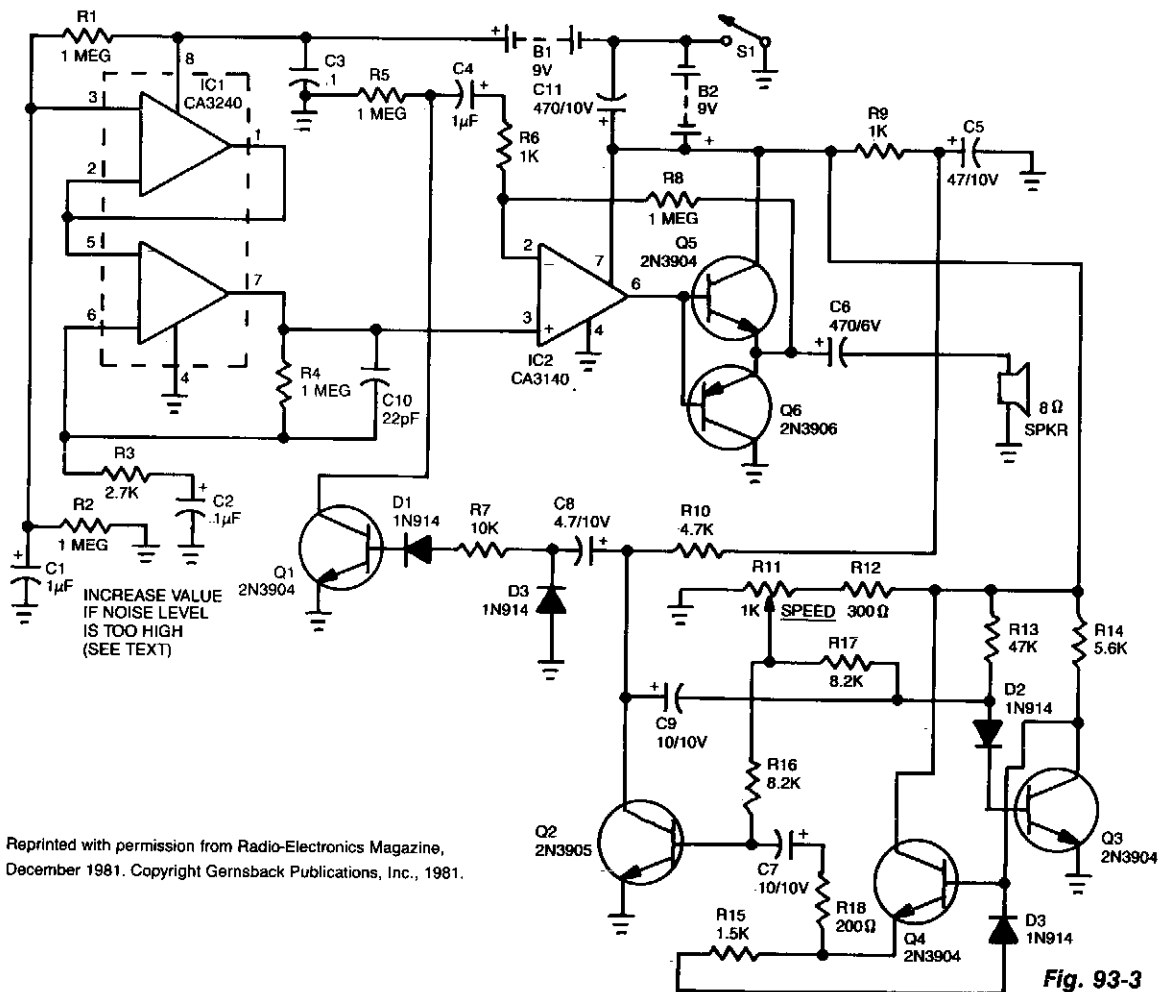 R1
1 MEG
8
C3
.1
IC1
CA3240
3
1
2
5
7
6
4
R5
1 MEG
C4
+
1µF
+
B1
9V
S1
C11
470/10V
+
B2
9V
+
R6
1K
R9
1K
+ C5
47/10V
R8
1 MEG
Q5
2N3904
2
−
7
6
3
+
4
IC2
CA3140
C6
470/6V
+
8 Ω
SPKR
Q6
2N3906
R4
1 MEG
C10
22pF
R3
2.7K
+
C2
.1µF
R2
1 MEG
+
C1
1µF
INCREASE VALUE
IF NOISE LEVEL
IS TOO HIGH
(SEE TEXT)
Q1
2N3904
D1
1N914
R7
10K
C8
4.7/10V
+
D3
1N914
R10
4.7K
R11
1K
SPEED
R12
300Ω
R17
8.2K
R13
47K
R14
5.6K
D2
1N914
+
C9
10/10V
R16
8.2K
Q2
2N3905
C7
10/10V
+
R18
200Ω
R15
1.5K
Q4
2N3904
D3
1N914
Q3
2N3904
Reprinted with permission from Radio-Electronics Magazine,
December 1981. Copyright Gernsback Publications, Inc., 1981.
Fig. 93-3